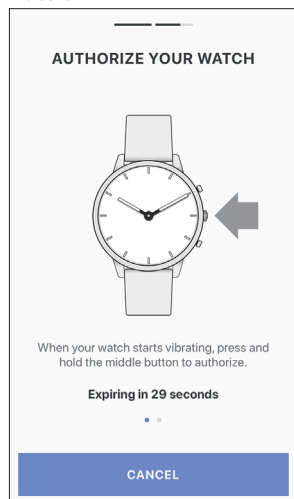 AUTHORIZE YOUR WATCH
When your watch starts vibrating, press and
hold the middle button to authorize.
Expiring in 29 seconds
CANCEL